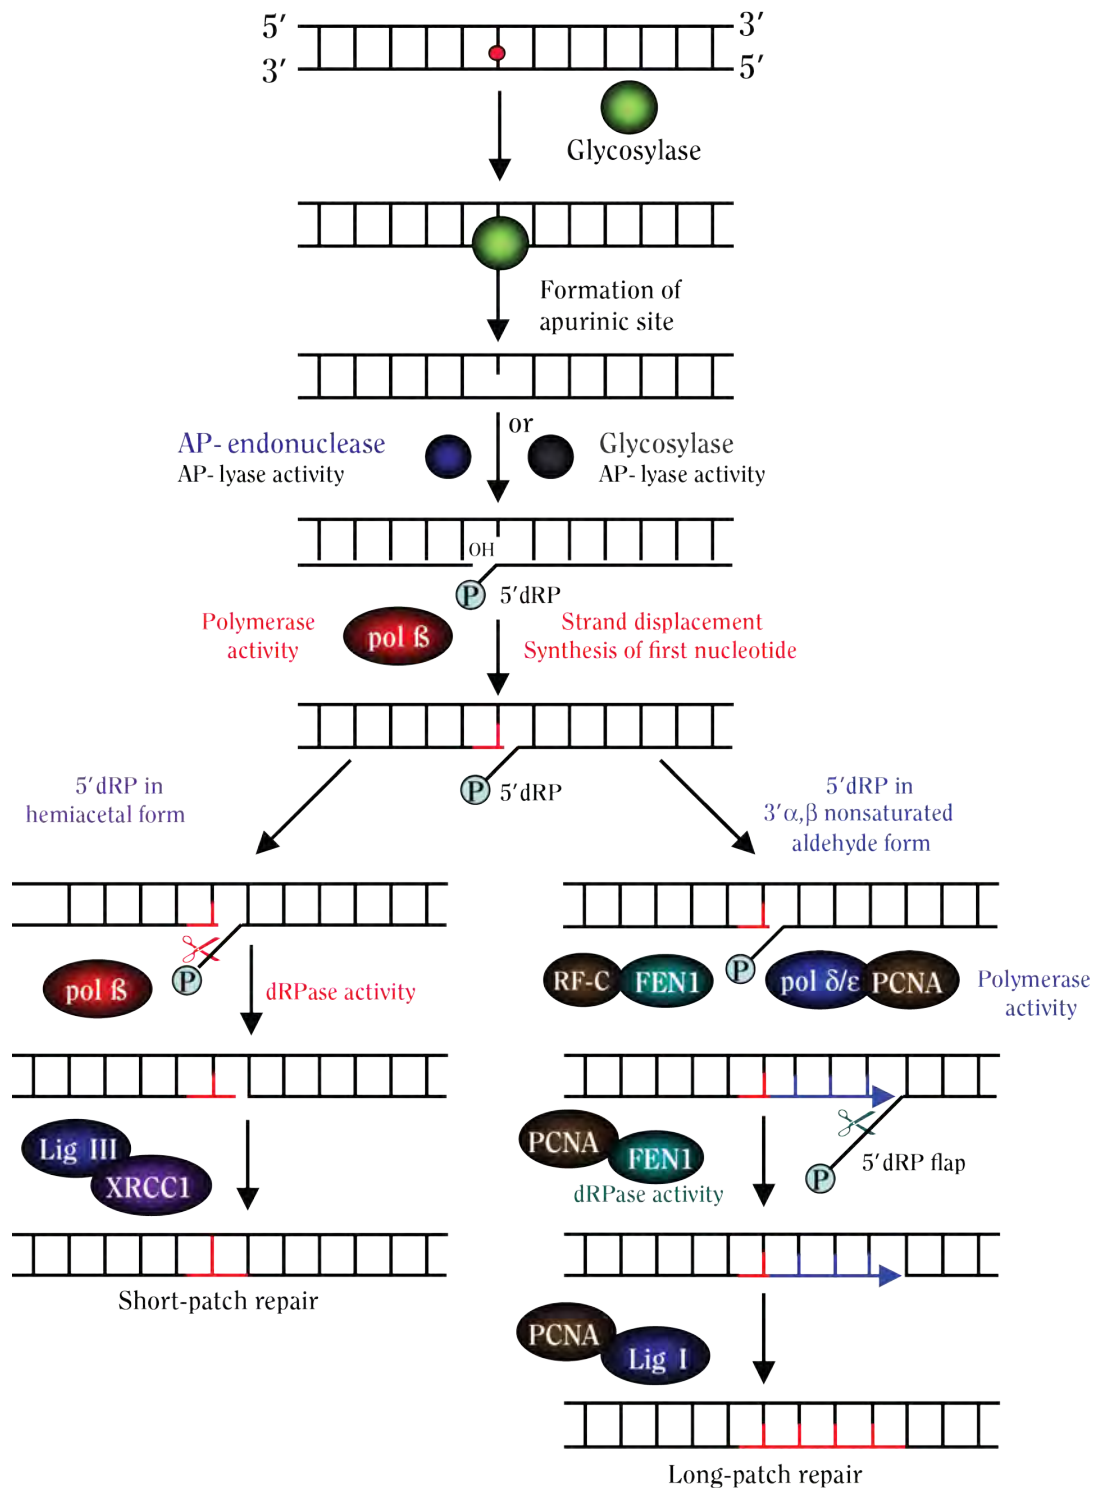 5′ 3′
3′ 5′
Glycosylase
Formation of
apurinic site
or
AP- endonuclease
AP- lyase activity
Glycosylase
AP- lyase activity
OH
P 5′dRP
Polymerase
activity
pol ß
Strand displacement
Synthesis of first nucleotide
P 5′dRP
5′dRP in
hemiacetal form
5′dRP in
3′α,β nonsaturated
aldehyde form
P
pol ß
dRPase activity
RF-C FEN1
P
pol δ/ε PCNA
Polymerase
activity
Lig III
XRCC1
PCNA
FEN1
dRPase activity
P
5′dRP flap
Short-patch repair
PCNA
Lig I
Long-patch repair